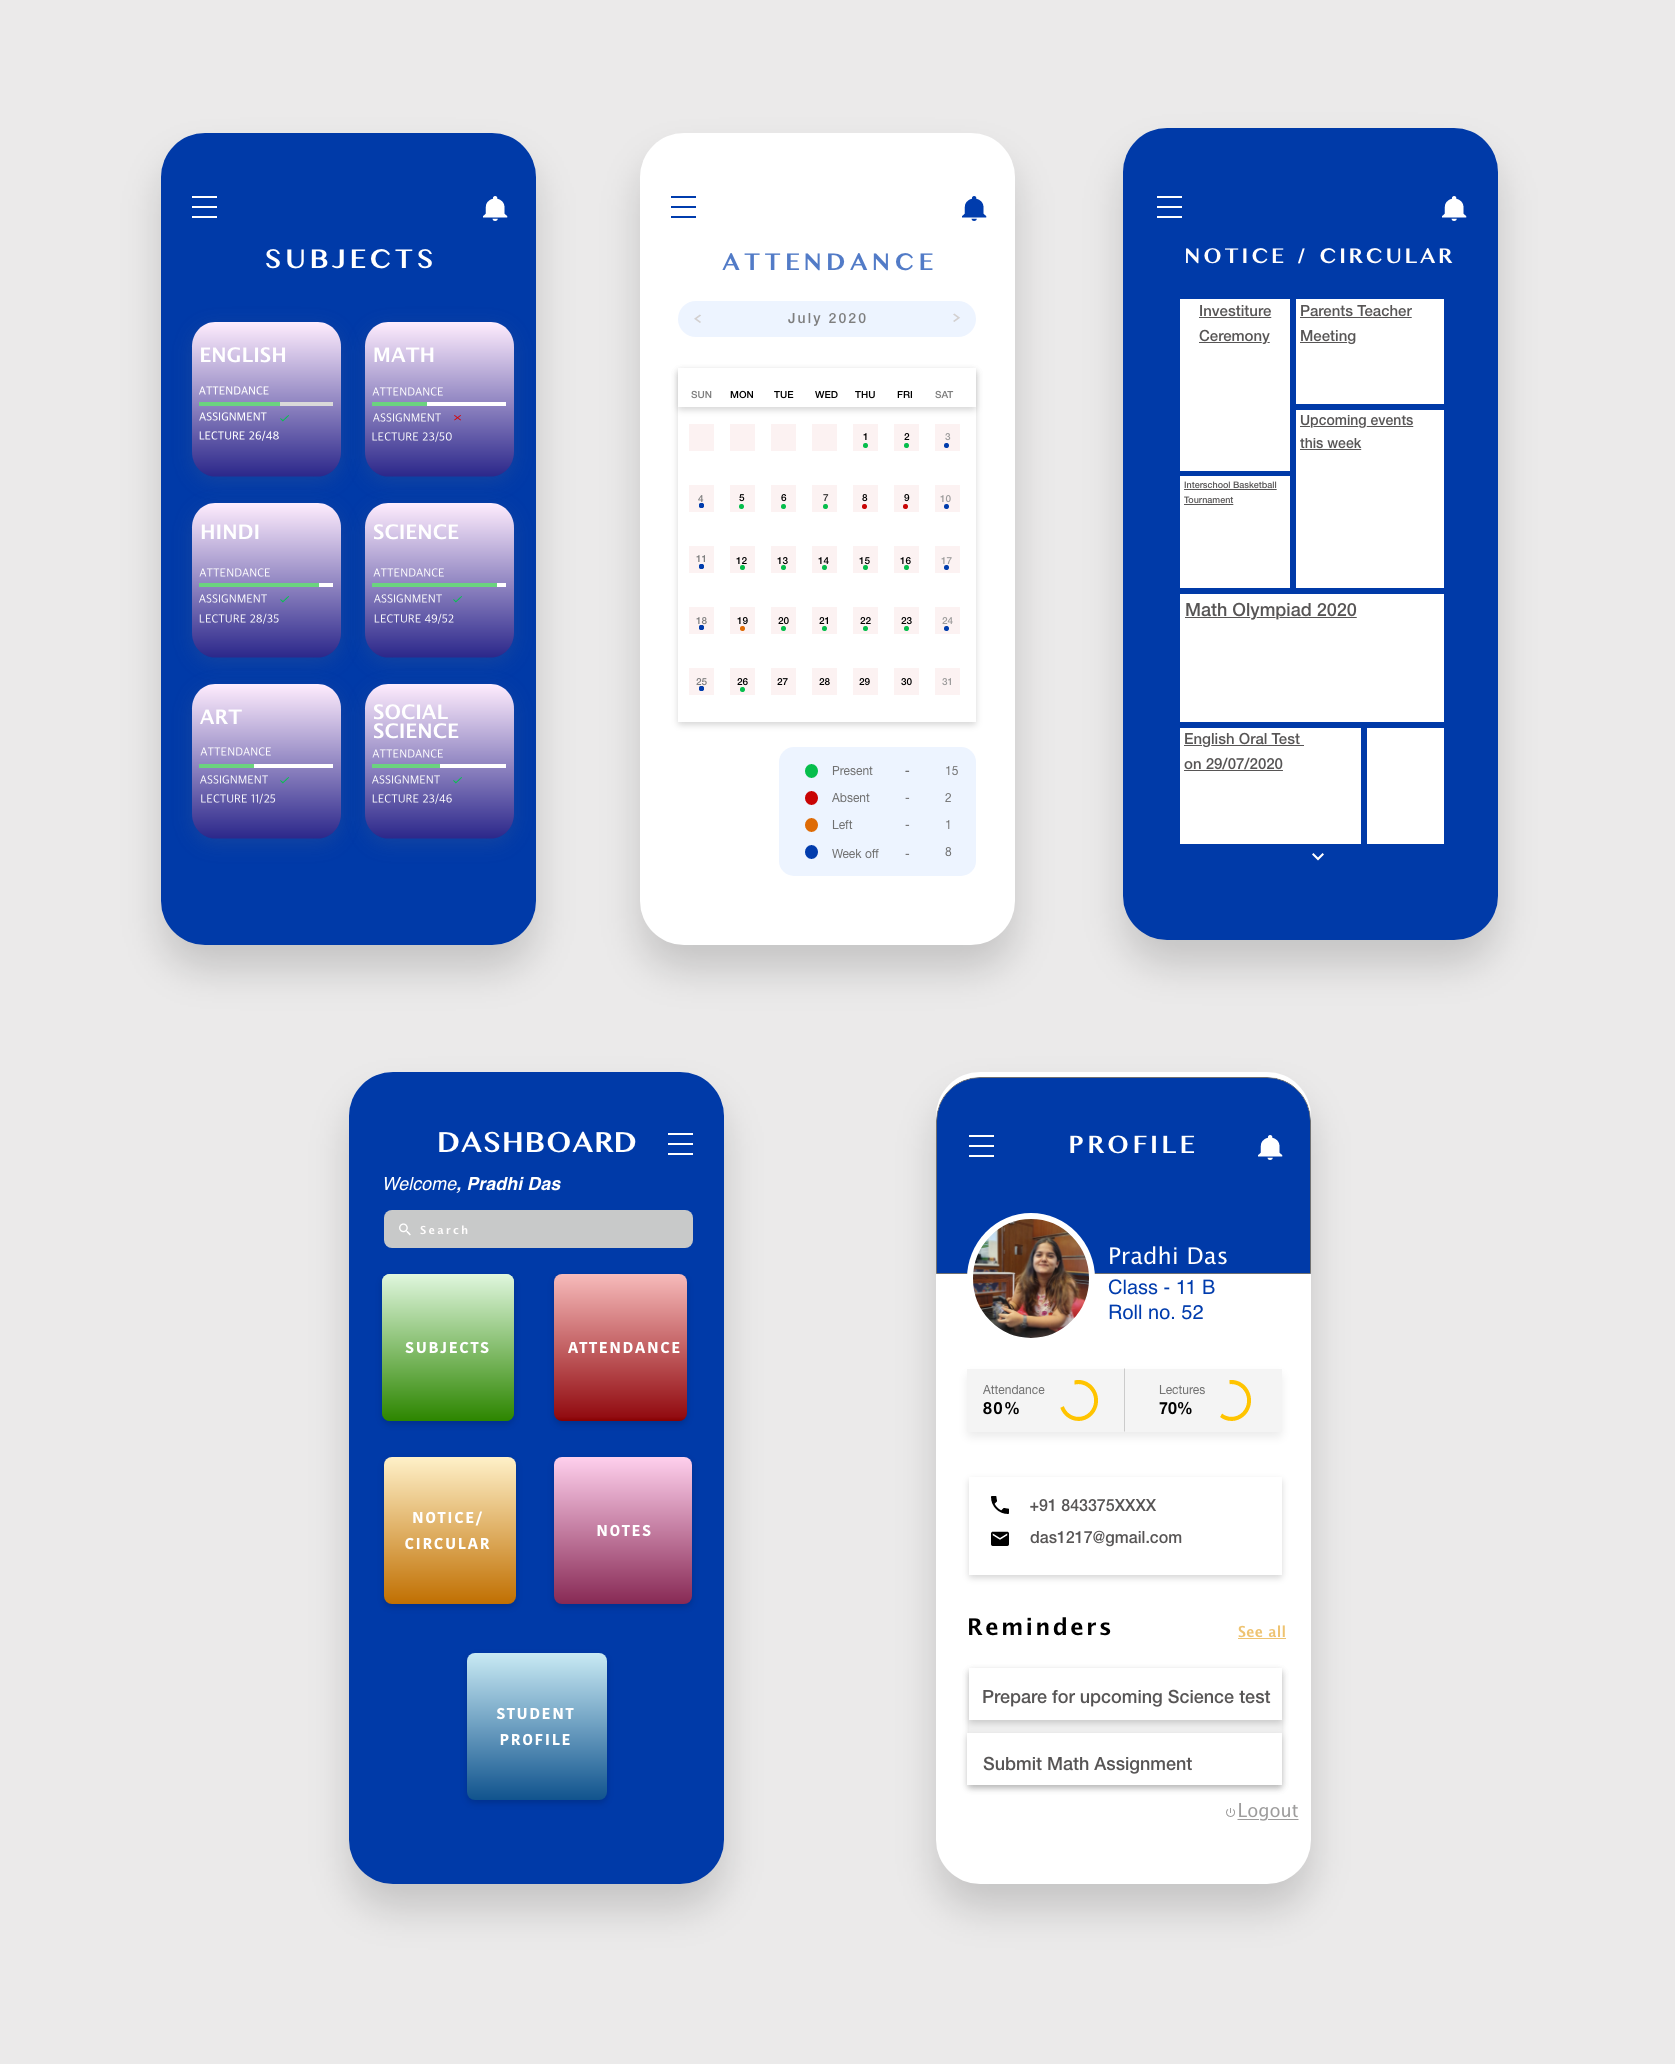 SUBJECTS
ENGLISH
ATTENDANCE
ASSIGNMENT
LECTURE 26/48
MATH
ATTENDANCE
ASSIGNMENT
LECTURE 23/50
HINDI
ATTENDANCE
ASSIGNMENT
LECTURE 28/35
SCIENCE
ATTENDANCE
ASSIGNMENT
LECTURE 49/52
ART
ATTENDANCE
ASSIGNMENT
LECTURE 11/25
SOCIAL
SCIENCE
ATTENDANCE
ASSIGNMENT
LECTURE 23/46
ATTENDANCE
< July 2020 >
SUN MON TUE WED THU FRI SAT
1 2 3
4 5 6 7 8 9 10
11 12 13 14 15 16 17
18 19 20 21 22 23 24
25 26 27 28 29 30 31
Present - 15
Absent - 2
Left - 1
Week off - 8
NOTICE / CIRCULAR
Investiture
Ceremony
Parents Teacher
Meeting
Upcoming events
this week
Interschool Basketball
Tournament
Math Olympiad 2020
English Oral Test
on 29/07/2020
DASHBOARD
Welcome, Pradhi Das
Search
SUBJECTS
ATTENDANCE
NOTICE/
CIRCULAR
NOTES
STUDENT
PROFILE
PROFILE
Pradhi Das
Class - 11 B
Roll no. 52
Attendance
80%
Lectures
70%
+91 843375XXXX
das1217@gmail.com
Reminders
See all
Prepare for upcoming Science test
Submit Math Assignment
Logout